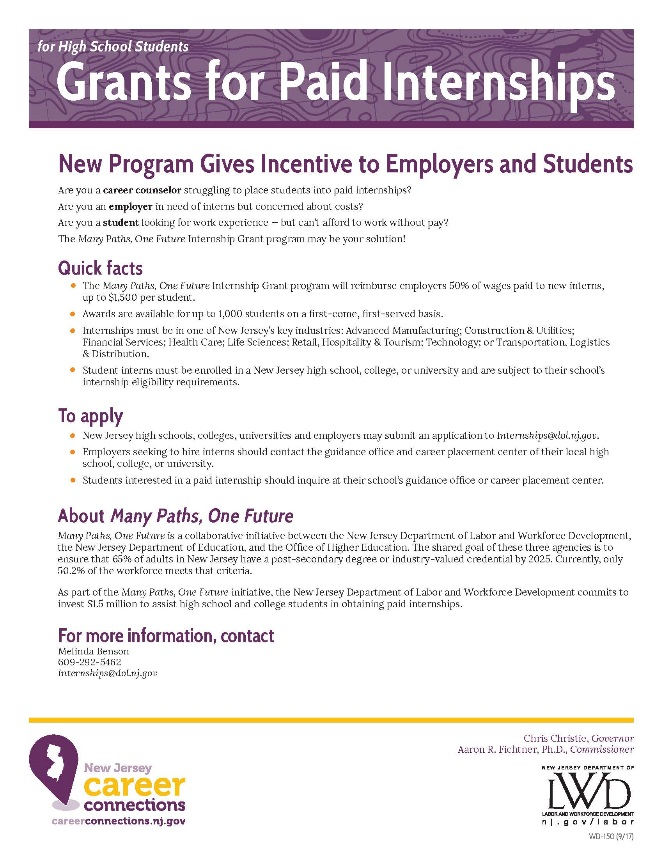 for High School Students
Grants for Paid Internships
New Program Gives Incentive to Employers and Students
Are you a career counselor struggling to place students into paid internships?
Are you an employer in need of interns but concerned about costs?
Are you a student looking for work experience — but can't afford to work without pay?
The Many Paths, One Future Internship Grant program may be your solution!
Quick facts
• The Many Paths, One Future Internship Grant program will reimburse employers 50% of wages paid to new interns,
up to $1,500 per student.
• Awards are available for up to 1,000 students on a first-come, first-served basis.
• Internships must be in one of New Jersey's key industries: Advanced Manufacturing; Construction & Utilities;
Financial Services; Health Care; Life Sciences; Retail, Hospitality & Tourism; Technology; or Transportation, Logistics
& Distribution.
• Student interns must be enrolled in a New Jersey high school, college, or university and are subject to their school's
internship eligibility requirements.
To apply
• New Jersey high schools, colleges, universities and employers may submit an application to Internships@dol.nj.gov.
• Employers seeking to hire interns should contact the guidance office and career placement center of their local high
school, college, or university.
• Students interested in a paid internship should inquire at their school's guidance office or career placement center.
About Many Paths, One Future
Many Paths, One Future is a collaborative initiative between the New Jersey Department of Labor and Workforce Development,
the New Jersey Department of Education, and the Office of Higher Education. The shared goal of these three agencies is to
ensure that 65% of adults in New Jersey have a post-secondary degree or industry-valued credential by 2025. Currently, only
50.2% of the workforce meets that criteria.
As part of the Many Paths, One Future initiative, the New Jersey Department of Labor and Workforce Development commits to
invest $1.5 million to assist high school and college students in obtaining paid internships.
For more information, contact
Melinda Benson
609-292-5462
Internships@dol.nj.gov
Chris Christie, Governor
Aaron R. Fichtner, Ph.D., Commissioner
New Jersey
career
connections
careerconnections.nj.gov
NEW JERSEY DEPARTMENT OF
LWD
LABOR AND WORKFORCE DEVELOPMENT
nj.gov/labor
WD-150 (9/17)